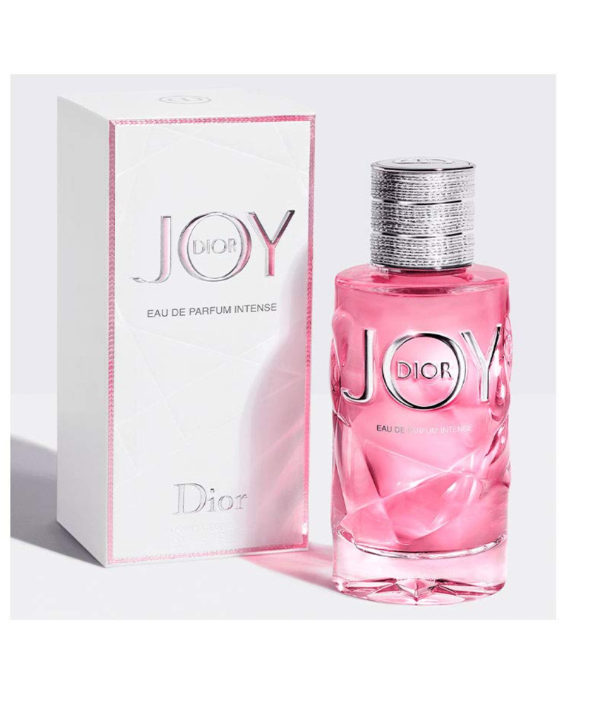 JOY
DIOR
EAU DE PARFUM INTENSE
Dior
JOY
DIOR
EAU DE PARFUM INTENSE